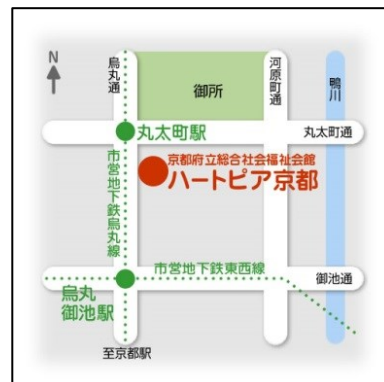 N
烏丸通
御所
河原町通
鴨川
丸太町駅
丸太町通
京都府立総合社会福祉会館
ハートピア京都
市営地下鉄烏丸線
市営地下鉄東西線
御池通
烏丸
御池駅
至京都駅